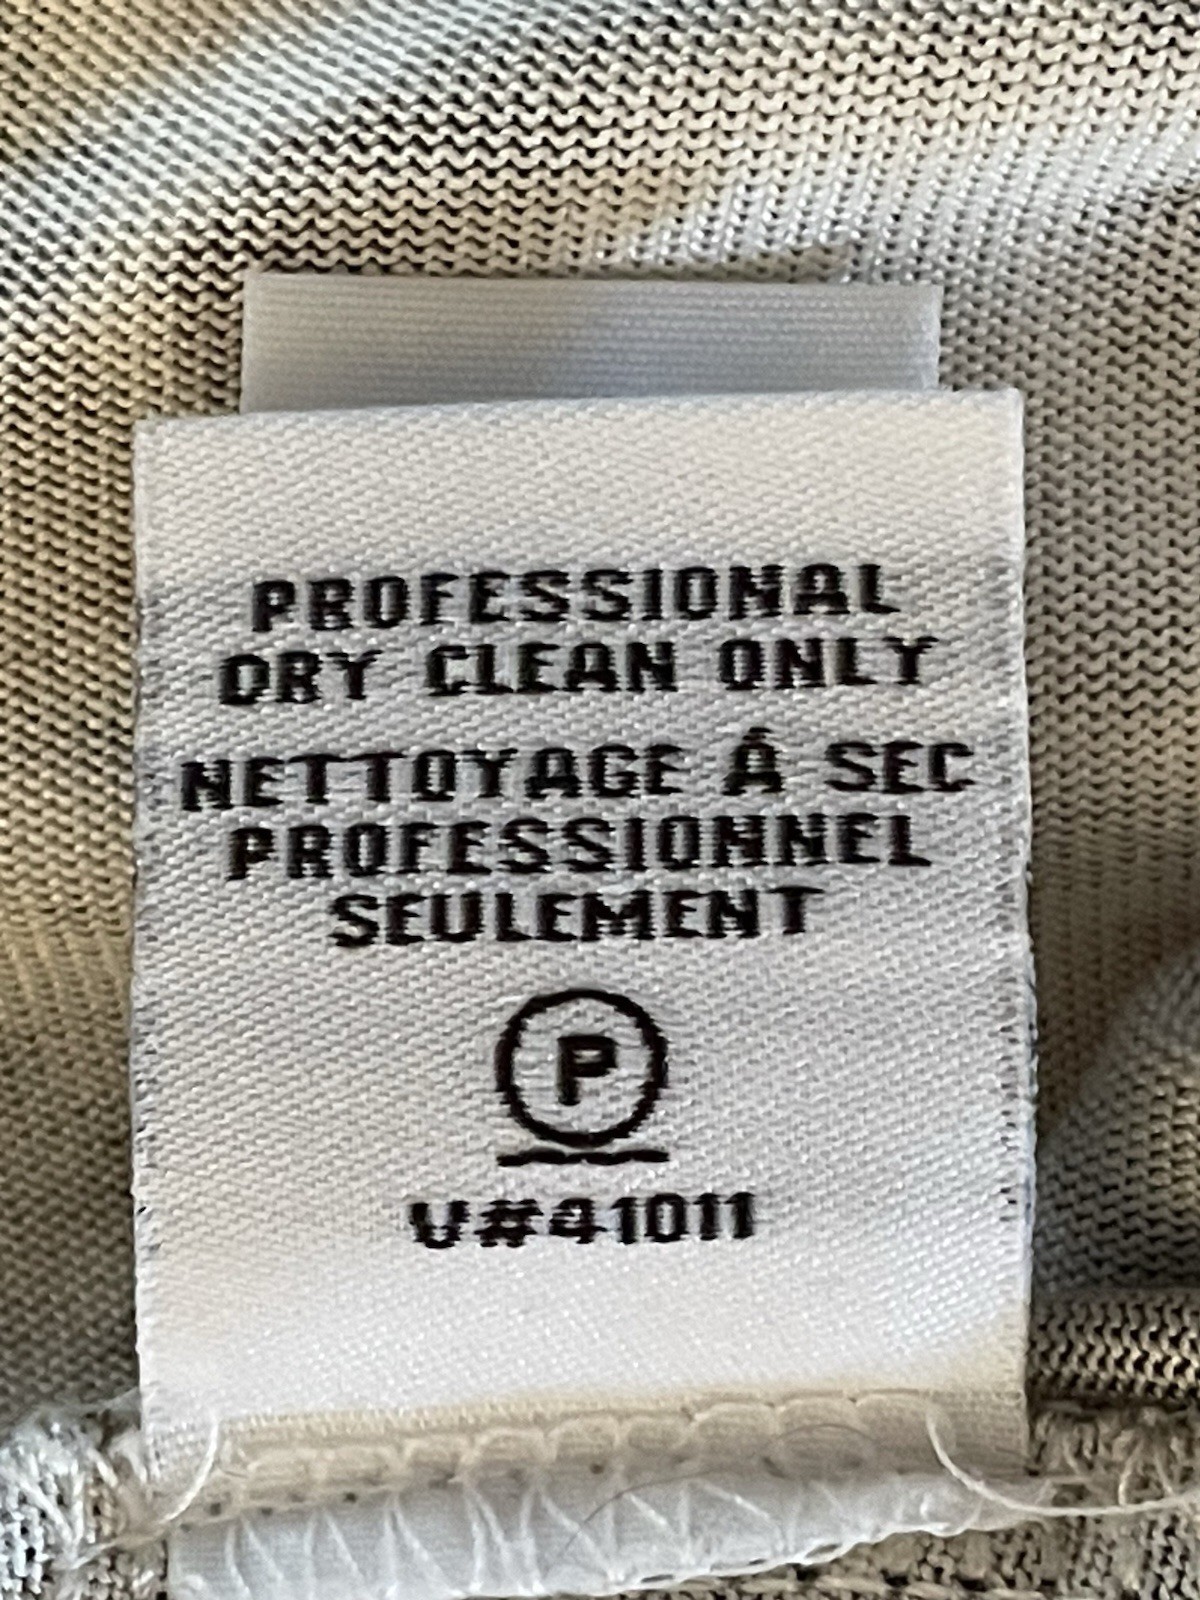 PROFESSIONAL
DRY CLEAN ONLY
NETTOYAGE Á SEC
PROFESSIONNEL
SEULEMENT
P
V#41011